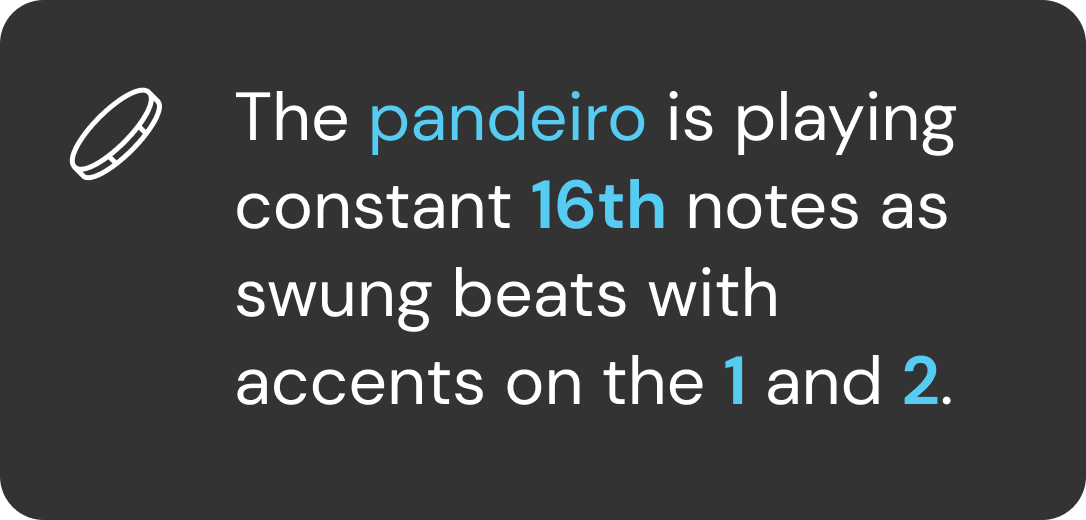 The pandeiro is playing
constant 16th notes as
swung beats with
accents on the 1 and 2.